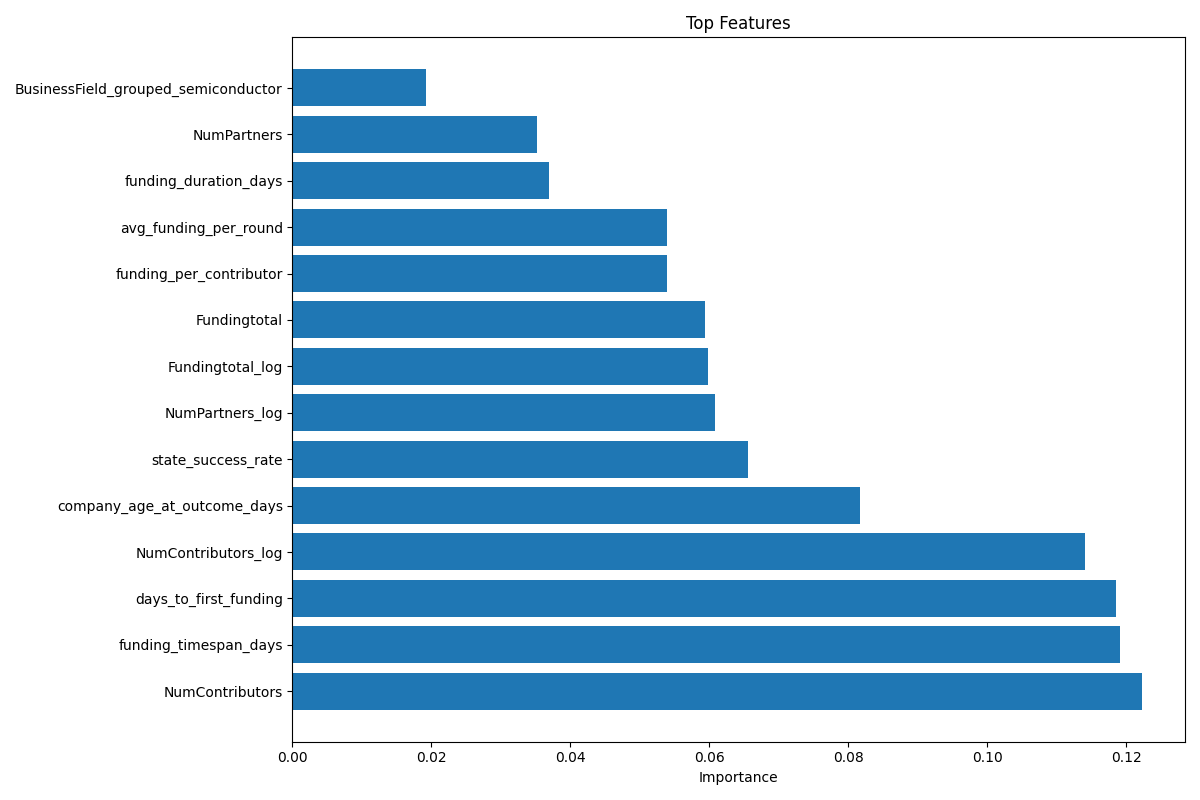 Top Features
BusinessField_grouped_semiconductor
NumPartners
funding_duration_days
avg_funding_per_round
funding_per_contributor
Fundingtotal
Fundingtotal_log
NumPartners_log
state_success_rate
company_age_at_outcome_days
NumContributors_log
days_to_first_funding
funding_timespan_days
NumContributors
0.00 0.02 0.04 0.06 0.08 0.10 0.12
Importance